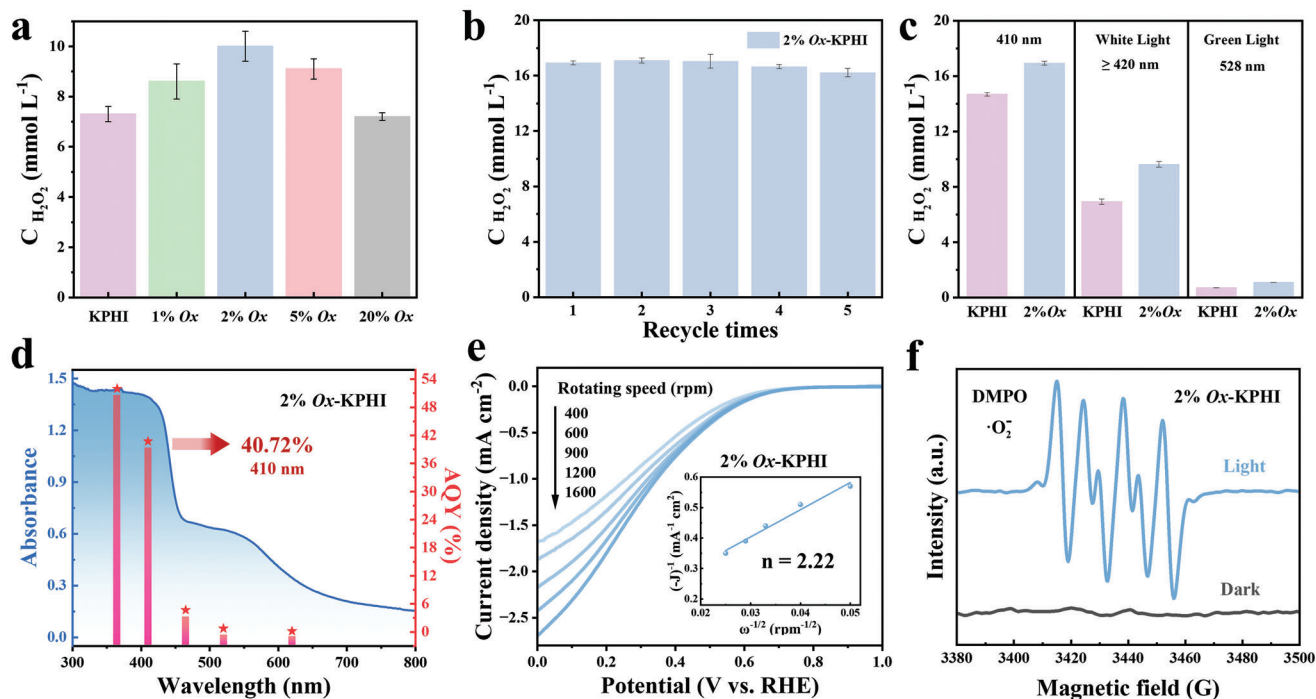 a
C H₂O₂ (mmol L⁻¹)
10
8
6
4
2
0
KPHI 1% Ox 2% Ox 5% Ox 20% Ox
b
C H₂O₂ (mmol L⁻¹)
20
16
12
8
4
0
2% Ox-KPHI
1 2 3 4 5
Recycle times
c
C H₂O₂ (mmol L⁻¹)
20
16
12
8
4
0
410 nm
White Light
≥ 420 nm
Green Light
528 nm
KPHI 2%Ox KPHI 2%Ox KPHI 2%Ox
d
Absorbance
1.5
1.2
0.9
0.6
0.3
0.0
2% Ox-KPHI
40.72%
410 nm
54
48
42
36
30
24
18
12
6
0
AQY (%)
300 400 500 600 700 800
Wavelength (nm)
e
Current density (mA cm⁻²)
0.0
−0.5
−1.0
−1.5
−2.0
−2.5
Rotating speed (rpm)
400
600
900
1200
1600
2% Ox-KPHI
(-J)⁻¹ (mA⁻¹ cm²)
0.6
0.5
0.4
0.3
0.2
n = 2.22
0.02 0.03 0.04 0.05
ω⁻¹/² (rpm⁻¹/²)
0.0 0.2 0.4 0.6 0.8 1.0
Potential (V vs. RHE)
f
Intensity (a.u.)
DMPO
·O₂⁻
2% Ox-KPHI
Light
Dark
3380 3400 3420 3440 3460 3480 3500
Magnetic field (G)